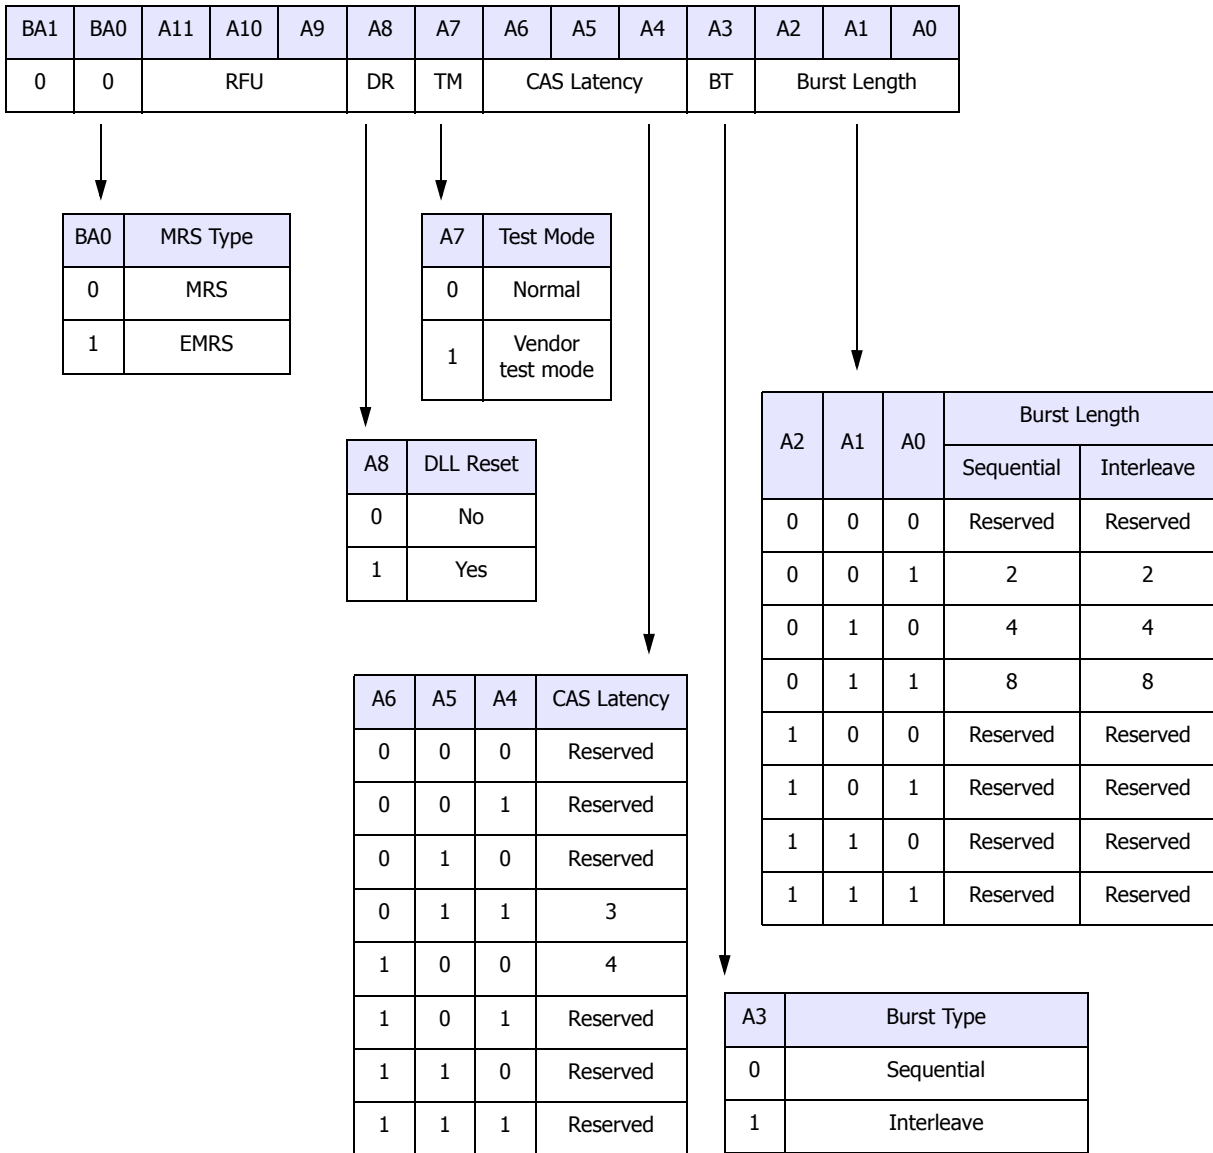 BA1 BA0 A11 A10 A9 A8 A7 A6 A5 A4 A3 A2 A1 A0
0 0 RFU DR TM CAS Latency BT Burst Length
BA0 MRS Type
0 MRS
1 EMRS
A7 Test Mode
0 Normal
1 Vendor
test mode
A8 DLL Reset
0 No
1 Yes
A2 A1 A0 Burst Length
Sequential Interleave
0 0 0 Reserved Reserved
0 0 1 2 2
0 1 0 4 4
0 1 1 8 8
1 0 0 Reserved Reserved
1 0 1 Reserved Reserved
1 1 0 Reserved Reserved
1 1 1 Reserved Reserved
A6 A5 A4 CAS Latency
0 0 0 Reserved
0 0 1 Reserved
0 1 0 Reserved
0 1 1 3
1 0 0 4
1 0 1 Reserved
1 1 0 Reserved
1 1 1 Reserved
A3 Burst Type
0 Sequential
1 Interleave